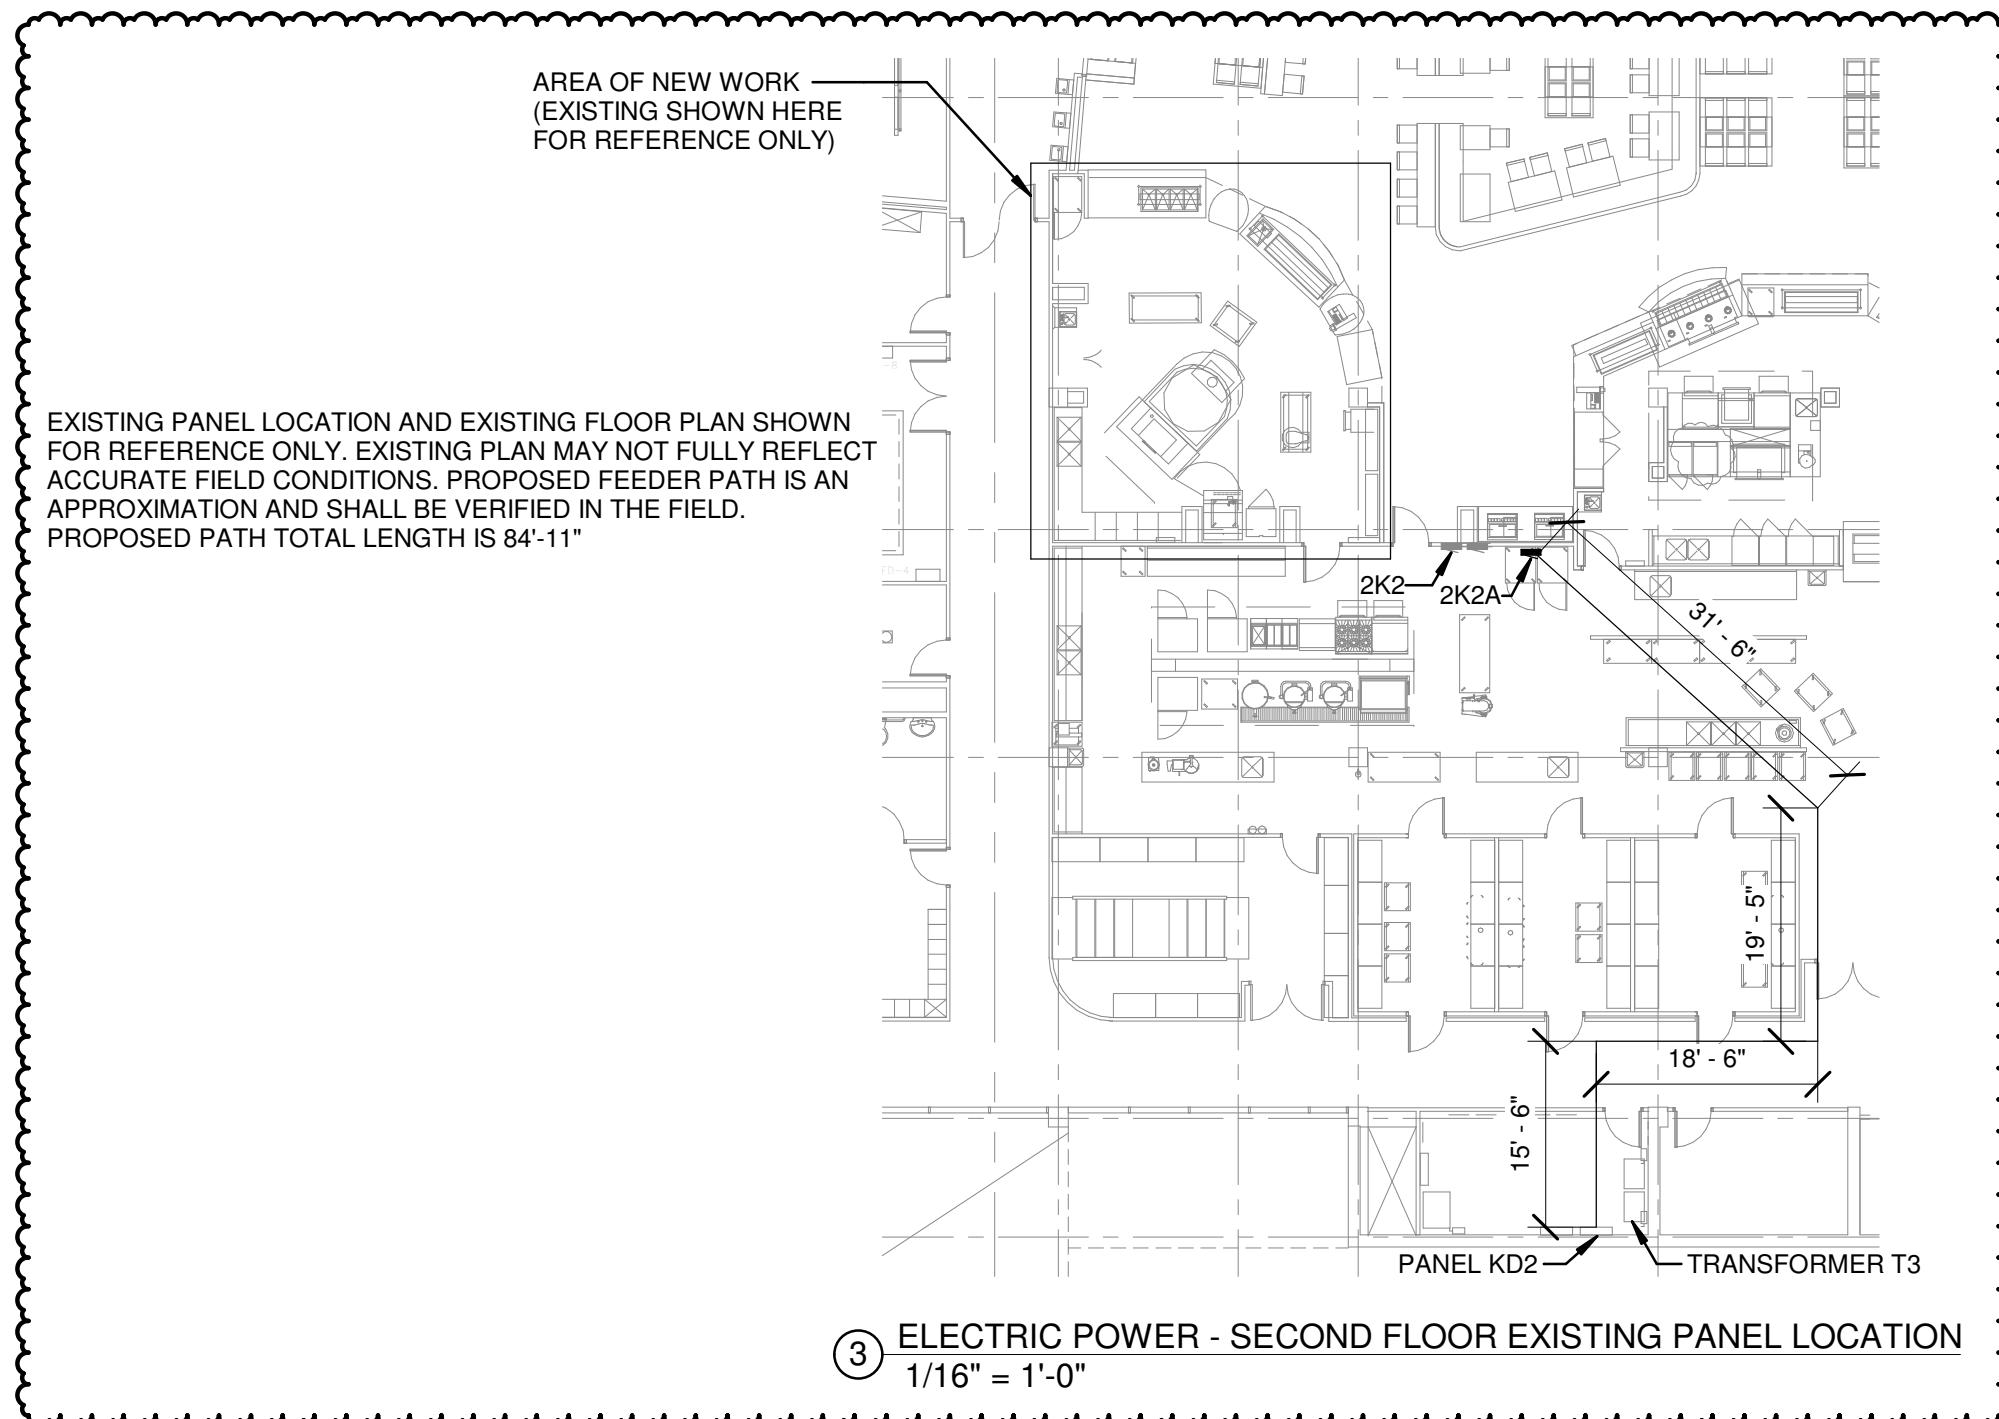 AREA OF NEW WORK
(EXISTING SHOWN HERE
FOR REFERENCE ONLY)
EXISTING PANEL LOCATION AND EXISTING FLOOR PLAN SHOWN
FOR REFERENCE ONLY. EXISTING PLAN MAY NOT FULLY REFLECT
ACCURATE FIELD CONDITIONS. PROPOSED FEEDER PATH IS AN
APPROXIMATION AND SHALL BE VERIFIED IN THE FIELD.
PROPOSED PATH TOTAL LENGTH IS 84'-11"
FD-4
2K2
2K2A
31' - 6"
19' - 5"
18' - 6"
15' - 6"
PANEL KD2
TRANSFORMER T3
3
ELECTRIC POWER - SECOND FLOOR EXISTING PANEL LOCATION
1/16" = 1'-0"